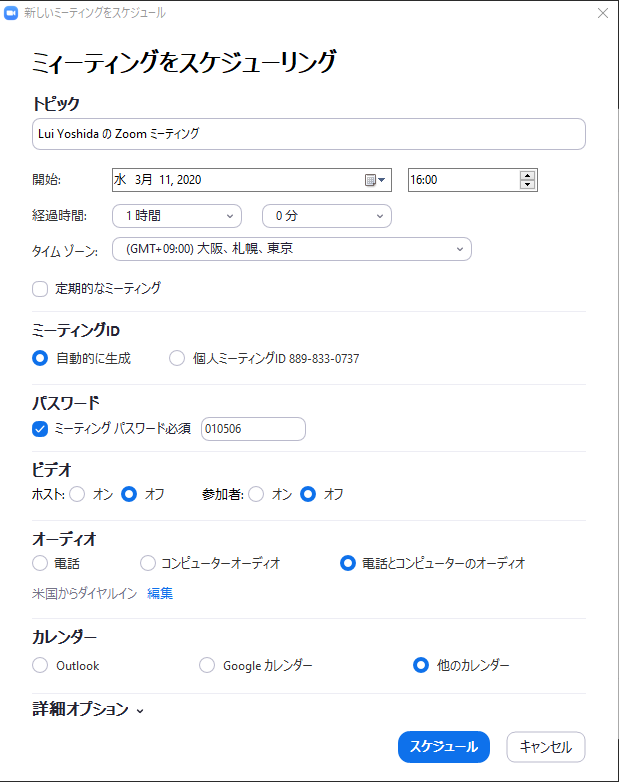 新しいミーティングをスケジュール
ミィーティングをスケジューリング
トピック
Lui Yoshida の Zoom ミーティング
開始: 水 3月 11, 2020 16:00
経過時間: 1 時間 0 分
タイム ゾーン: (GMT+09:00) 大阪、札幌、東京
定期的なミーティング
ミーティングID
自動的に生成 個人ミーティングID 889-833-0737
パスワード
ミーティング パスワード必須 010506
ビデオ
ホスト: オン オフ 参加者: オン オフ
オーディオ
電話 コンピューターオーディオ 電話とコンピューターのオーディオ
米国からダイヤルイン 編集
カレンダー
Outlook Google カレンダー 他のカレンダー
詳細オプション
スケジュール キャンセル